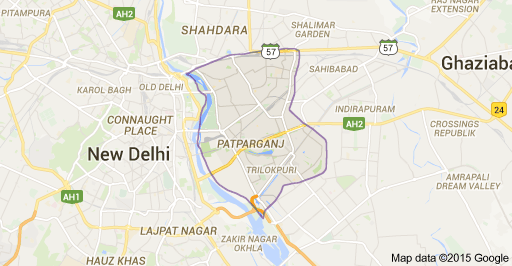 PITAMPURA
AH2
SHAHDARA
SHALIMAR
GARDEN
RAJ NAGAR
EXTENSION
57
57
Ghaziaba
SAHIBABAD
KAROL BAGH
OLD DELHI
INDIRAPURAM
24
AH2
CROSSINGS
REPUBLIK
CONNAUGHT
PLACE
PATPARGANJ
New Delhi
TRILOKPURI
AMRAPALI
DREAM VALLEY
AH1
LAJPAT NAGAR
ZAKIR NAGAR
OKHLA
HAUZ KHAS
Map data ©2015 Google